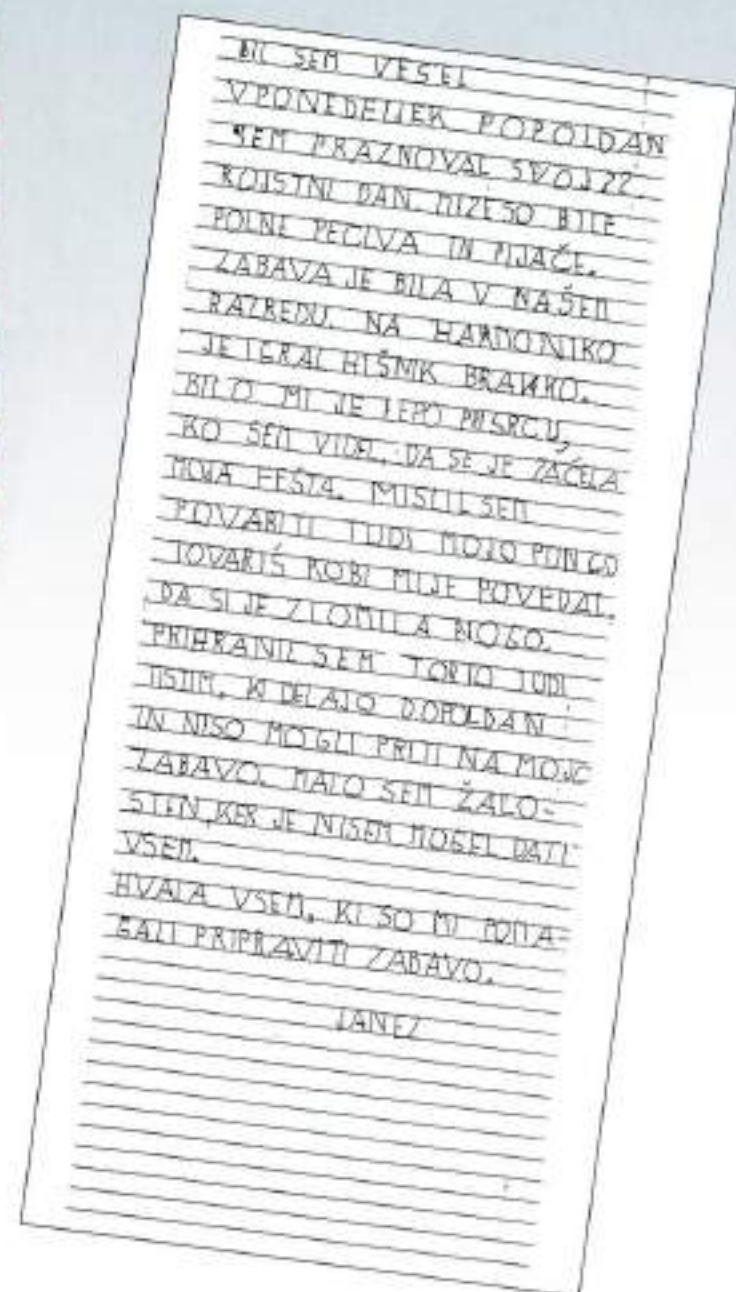 BIL SEM VESEL
V PONEDELJEK POPOLDAN
SEM PRAZNOVAL SVOJ 22.
ROJSTNI DAN. MIZE SO BILE
POLNE PECIVA IN PIJAČE.
ZABAVA JE BILA V NAŠEM
RAZREDU. NA HARMONIKO
JE IGRAL HIŠNIK BRANKO.
BILO MI JE LEPO PRI SRCU,
KO SEM VIDEL, DA SE JE ZAČELA
MOJA FEŠTA. MISLIL SEM
POVABITI TUDI MOJO
TOVARIŠ ROBI MI JE POVEDAL,
DA SI JE ZLOMILA NOGO.
PRIHRANIL SEM TORTO TUDI
TISTIM, KI DELAJO DOPOLDAN
IN NISO MOGLI PRITI NA MOJO
ZABAVO. MALO SEM ŽALO-
STEN, KER JE NISEM MOGEL DATI
VSEM.
HVALA VSEM, KI SO MI POMA-
GALI PRIPRAVITI ZABAVO.
JANEZ